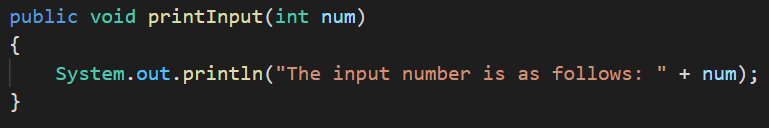 public void printInput(int num)
{
    System.out.println("The input number is as follows: " + num);
}